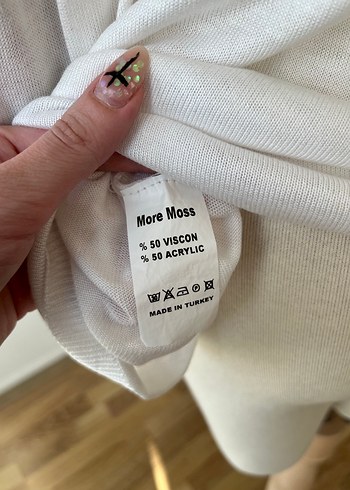 More Moss
% 50 VISCON
% 50 ACRYLIC
MADE IN TURKEY